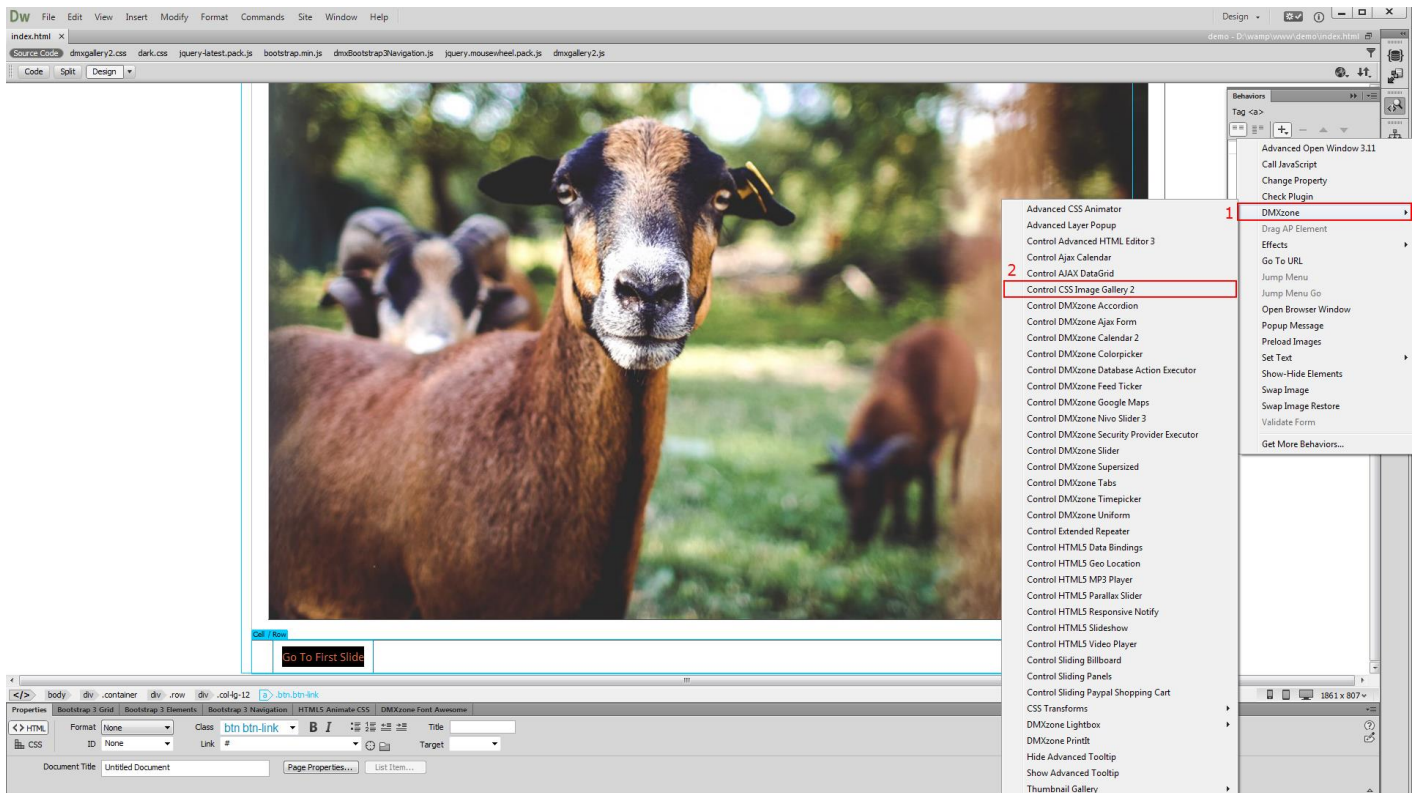 Dw File Edit View Insert Modify Format Commands Site Window Help Design
index.html × demo - D:\wamp\www\demo\index.html
Source Code dmxgallery2.css dark.css jquery-latest.pack.js bootstrap.min.js dmxBootstrap3Navigation.js jquery.mousewheel.pack.js dmxgallery2.js
Code Split Design
Behaviors
Tag <a>
Advanced Open Window 3.11
Call JavaScript
Change Property
Check Plugin
1 DMXzone
Drag AP Element
Effects
Go To URL
Jump Menu
Jump Menu Go
Open Browser Window
Popup Message
Preload Images
Set Text
Show-Hide Elements
Swap Image
Swap Image Restore
Validate Form
Get More Behaviors...
Advanced CSS Animator
Advanced Layer Popup
Control Advanced HTML Editor 3
Control Ajax Calendar
2 Control AJAX DataGrid
Control CSS Image Gallery 2
Control DMXzone Accordion
Control DMXzone Ajax Form
Control DMXzone Calendar 2
Control DMXzone Colorpicker
Control DMXzone Database Action Executor
Control DMXzone Feed Ticker
Control DMXzone Google Maps
Control DMXzone Nivo Slider 3
Control DMXzone Security Provider Executor
Control DMXzone Slider
Control DMXzone Supersized
Control DMXzone Tabs
Control DMXzone Timepicker
Control DMXzone Uniform
Control Extended Repeater
Control HTML5 Data Bindings
Control HTML5 Geo Location
Control HTML5 MP3 Player
Control HTML5 Parallax Slider
Control HTML5 Responsive Notify
Control HTML5 Slideshow
Control HTML5 Video Player
Control Sliding Billboard
Control Sliding Panels
Control Sliding Paypal Shopping Cart
CSS Transforms
DMXzone Lightbox
DMXzone PrintIt
Hide Advanced Tooltip
Show Advanced Tooltip
Thumbnail Gallery
Cell / Row
Go To First Slide
</> body div .container div .row div .col-lg-12 a .btn.btn-link 1861 x 807
Properties Bootstrap 3 Grid Bootstrap 3 Elements Bootstrap 3 Navigation HTML5 Animate CSS DMXzone Font Awesome
<> HTML Format None Class btn btn-link B I Title
CSS ID None Link # Target
Document Title Untitled Document Page Properties... List Item...